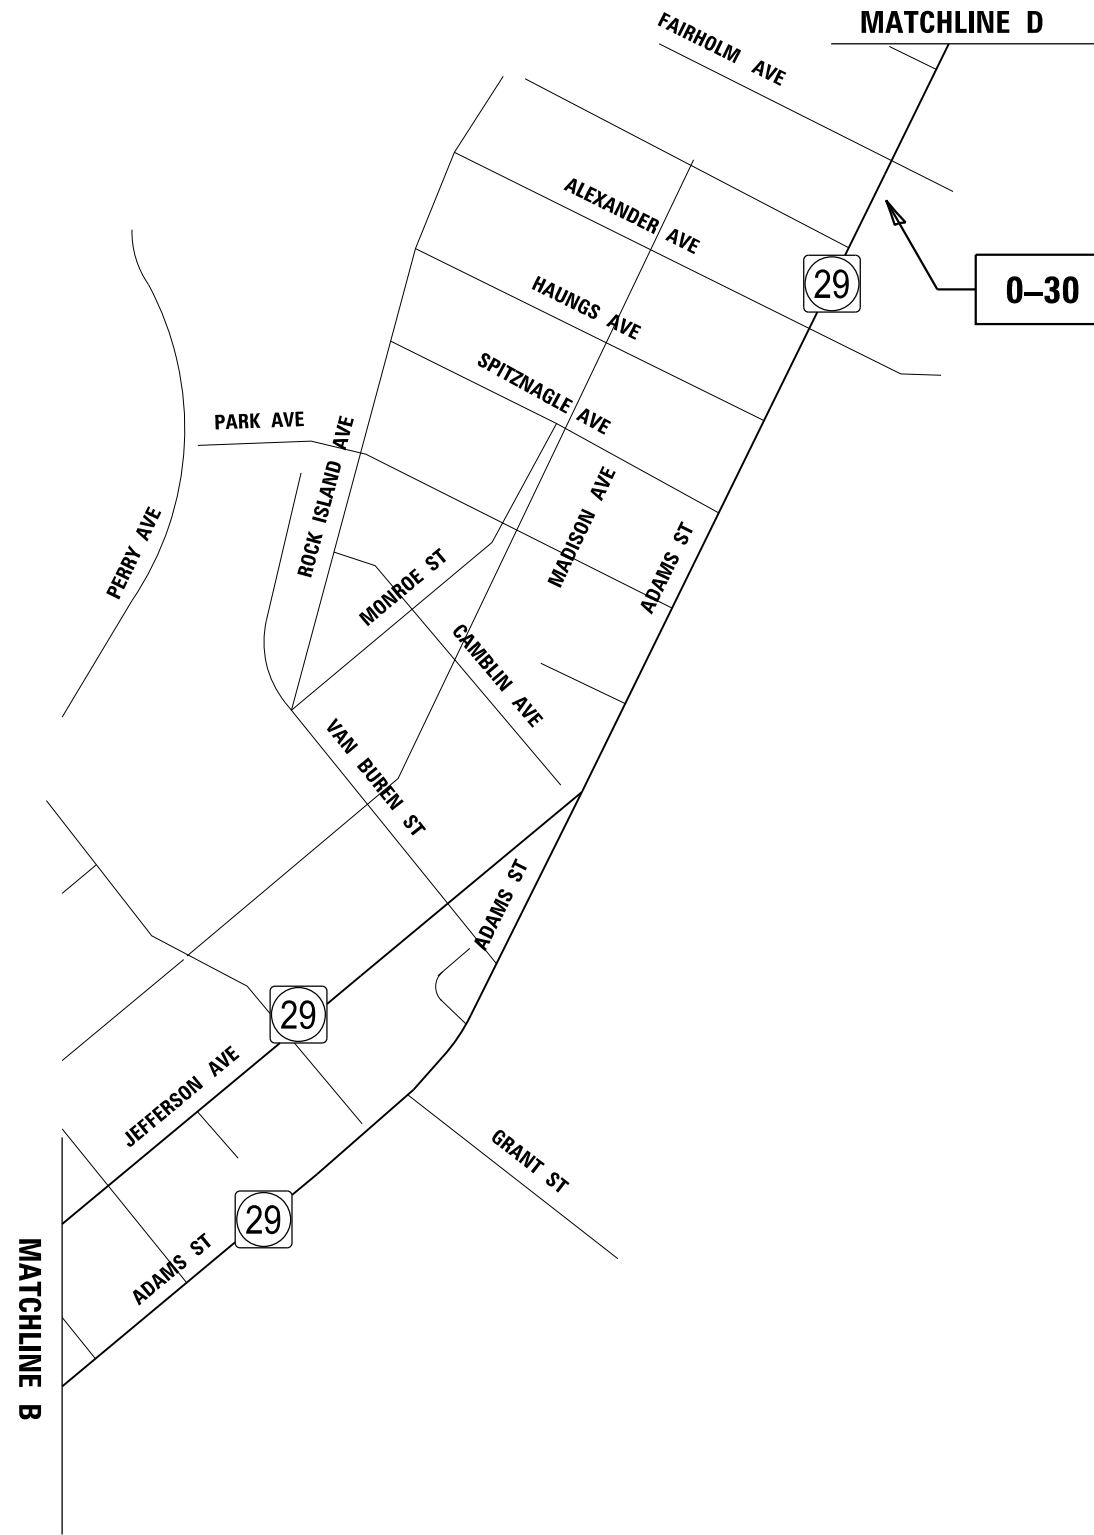 MATCHLINE D
FAIRHOLM AVE
ALEXANDER AVE
29
0–30
HAUNGS AVE
SPITZNAGLE AVE
PARK AVE
ROCK ISLAND AVE
MADISON AVE
PERRY AVE
ADAMS ST
MONROE ST
CAMBLIN AVE
VAN BUREN ST
ADAMS ST
29
JEFFERSON AVE
GRANT ST
29
ADAMS ST
MATCHLINE B